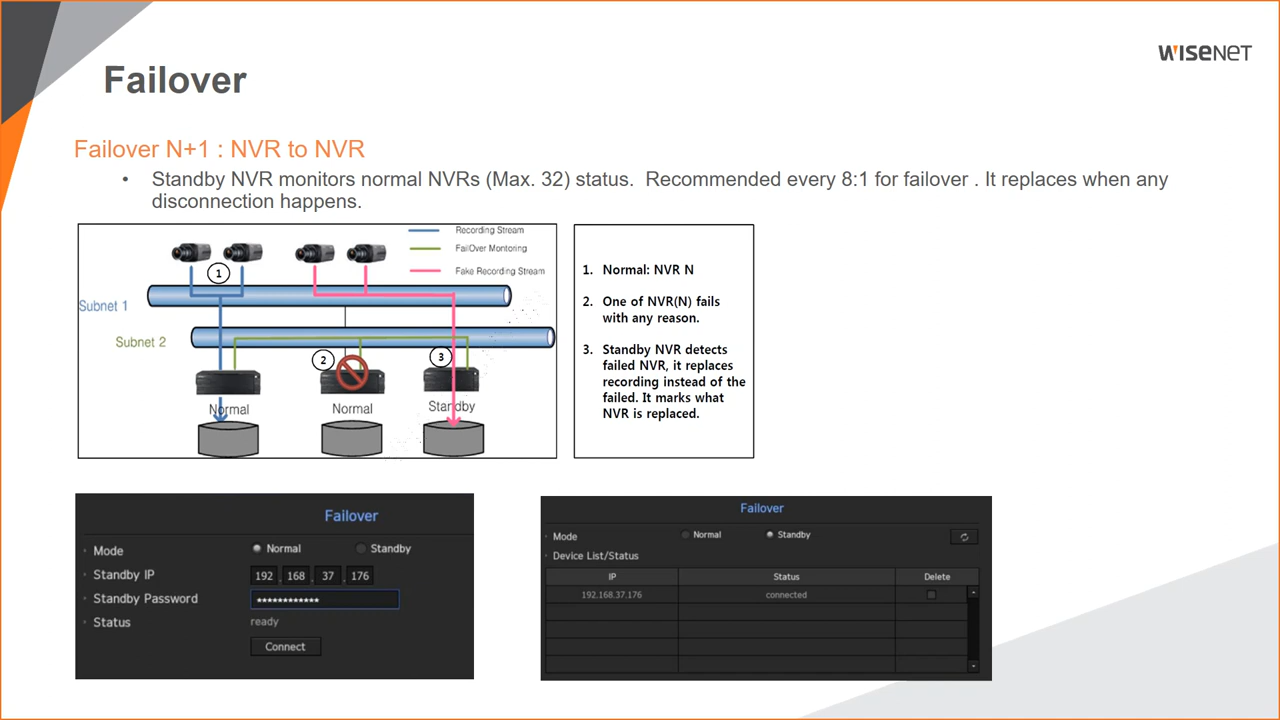 WISENET
Failover
Failover N+1 : NVR to NVR
• Standby NVR monitors normal NVRs (Max. 32) status.  Recommended every 8:1 for failover . It replaces when any
disconnection happens.
Recording Stream
FailOver Montoring
Fake Recording Stream
1
Subnet 1
Subnet 2
2
3
Normal
Normal
Standby
1. Normal: NVR N
2. One of NVR(N) fails
with any reason.
3. Standby NVR detects
failed NVR, it replaces
recording instead of the
failed. It marks what
NVR is replaced.
Failover
Mode Normal Standby
Standby IP 192 . 168 . 37 . 176
Standby Password ************
Status ready
Connect
Failover
Mode Normal Standby
Device List/Status
IP Status Delete
192.168.37.176 connected